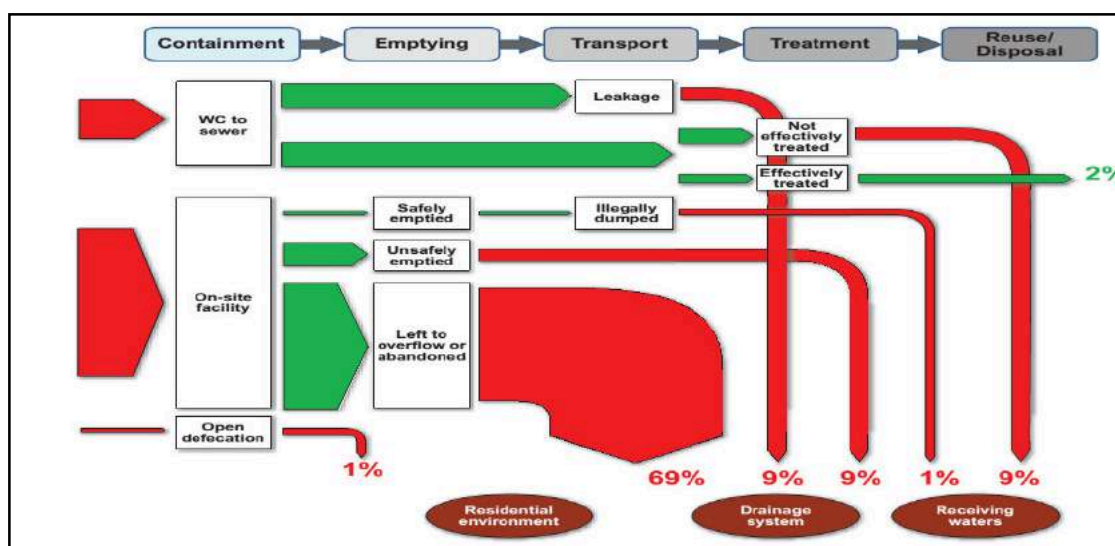 Containment
Emptying
Transport
Treatment
Reuse/
Disposal
WC to
sewer
Leakage
Not
effectively
treated
Effectively
treated
2%
Safely
emptied
Illegally
dumped
Unsafely
emptied
On-site
facility
Left to
overflow or
abandoned
Open
defecation
1%
69%
9%
9%
1%
9%
Residential
environment
Drainage
system
Receiving
waters